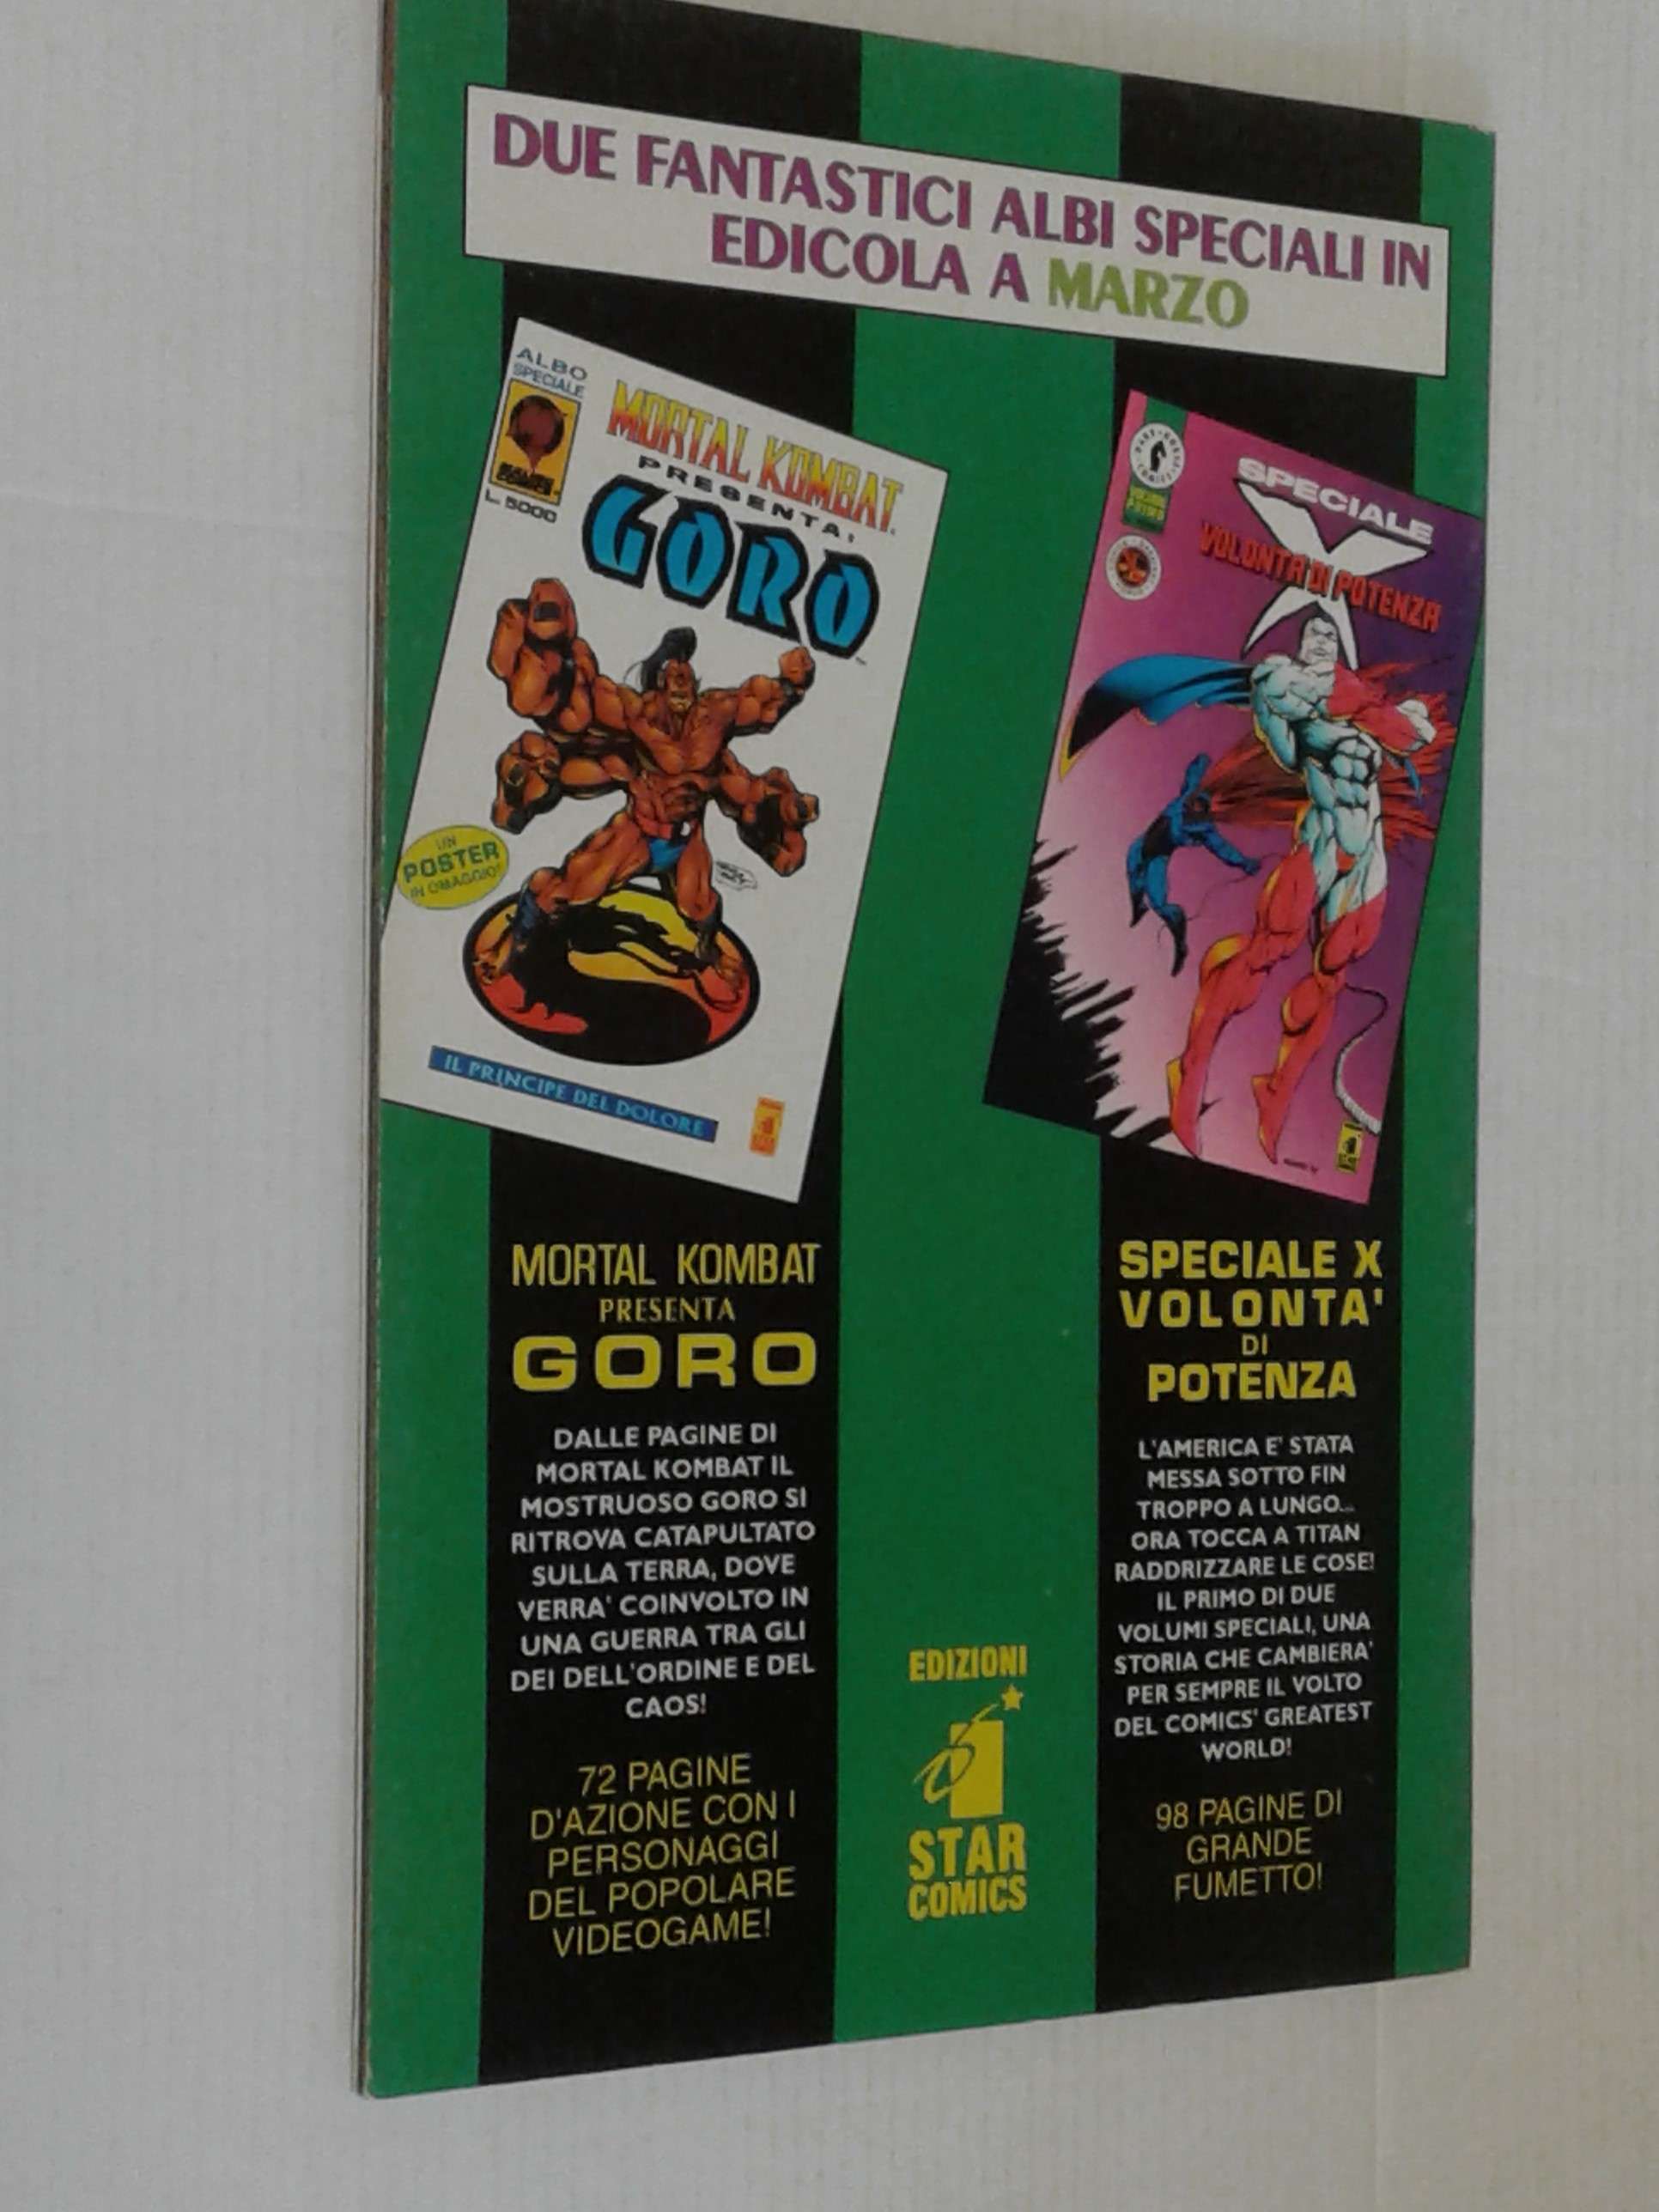 DUE FANTASTICI ALBI SPECIALI IN
EDICOLA A MARZO
ALBO
SPECIALE
L. 5000
MORTAL KOMBAT
PRESENTA:
GORO
UN
POSTER
IN OMAGGIO!
IL PRINCIPE DEL DOLORE
SPECIALE
X
VOLONTA' DI POTENZA
MORTAL KOMBAT
PRESENTA
GORO
DALLE PAGINE DI
MORTAL KOMBAT IL
MOSTRUOSO GORO SI
RITROVA CATAPULTATO
SULLA TERRA, DOVE
VERRA' COINVOLTO IN
UNA GUERRA TRA GLI
DEI DELL'ORDINE E DEL
CAOS!
72 PAGINE
D'AZIONE CON I
PERSONAGGI
DEL POPOLARE
VIDEOGAME!
EDIZIONI
STAR
COMICS
SPECIALE X
VOLONTA'
DI
POTENZA
L'AMERICA E' STATA
MESSA SOTTO FIN
TROPPO A LUNGO...
ORA TOCCA A TITAN
RADDRIZZARE LE COSE!
IL PRIMO DI DUE
VOLUMI SPECIALI, UNA
STORIA CHE CAMBIERA'
PER SEMPRE IL VOLTO
DEL COMICS' GREATEST
WORLD!
98 PAGINE DI
GRANDE
FUMETTO!